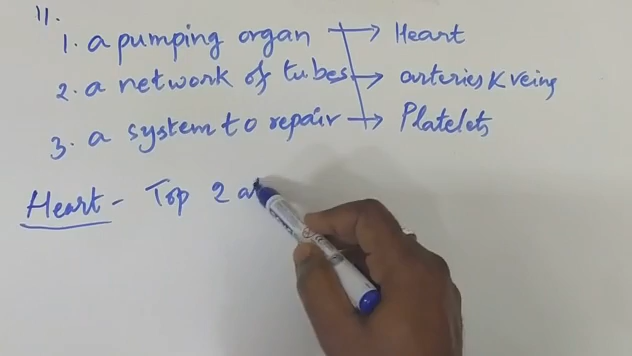 11.
1. a pumping organ → Heart
2. a network of tubes → arteries & veins
3. a system to repair → Platelets
Heart - Top 2 a